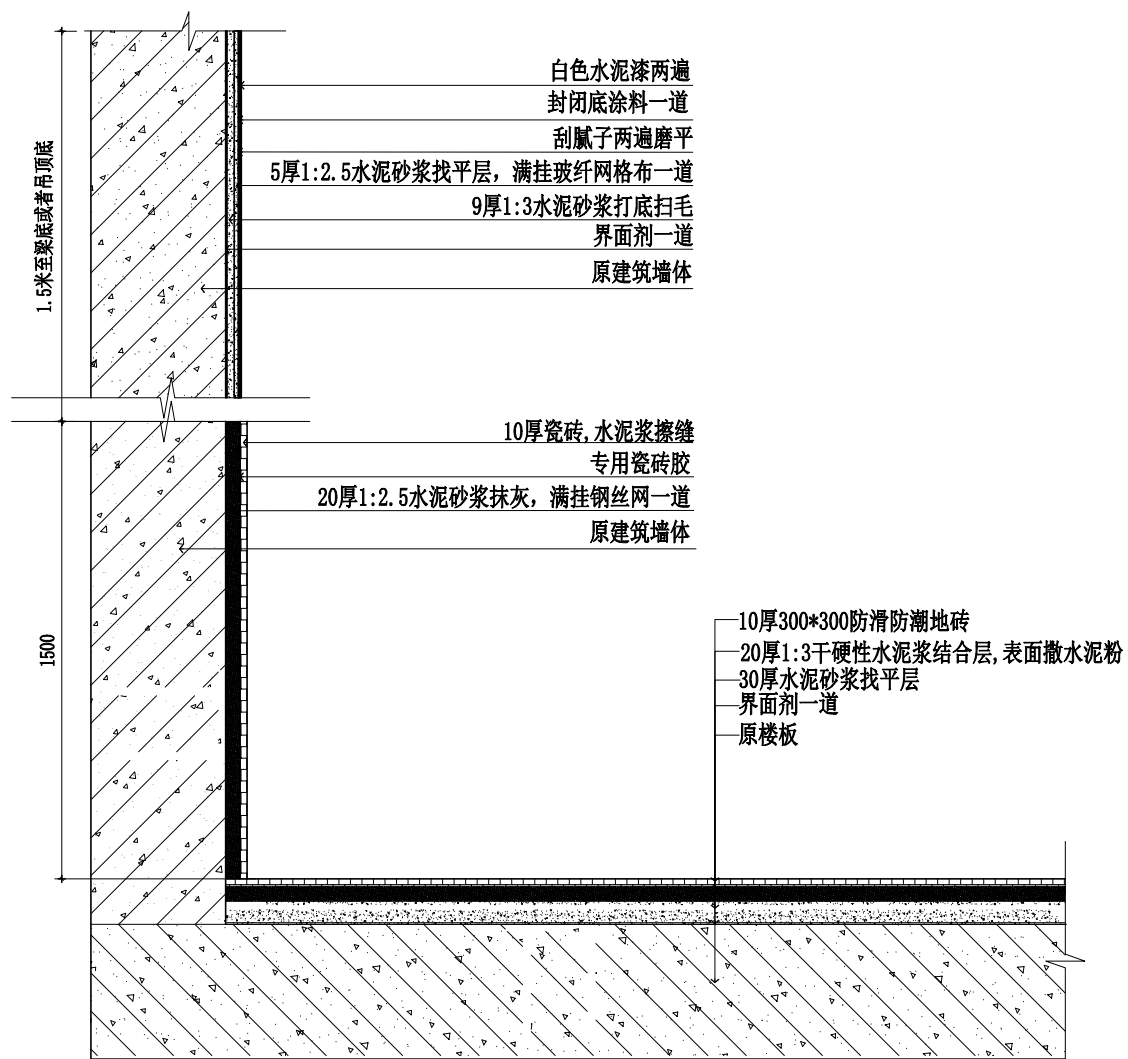 白色水泥漆两遍
封闭底涂料一道
刮腻子两遍磨平
5厚1:2.5水泥砂浆找平层，满挂玻纤网格布一道
9厚1:3水泥砂浆打底扫毛
界面剂一道
原建筑墙体
1.5米至梁底或者吊顶底
10厚瓷砖,水泥浆擦缝
专用瓷砖胶
20厚1:2.5水泥砂浆抹灰，满挂钢丝网一道
原建筑墙体
1500
10厚300*300防滑防潮地砖
20厚1:3干硬性水泥浆结合层,表面撒水泥粉
30厚水泥砂浆找平层
界面剂一道
原楼板